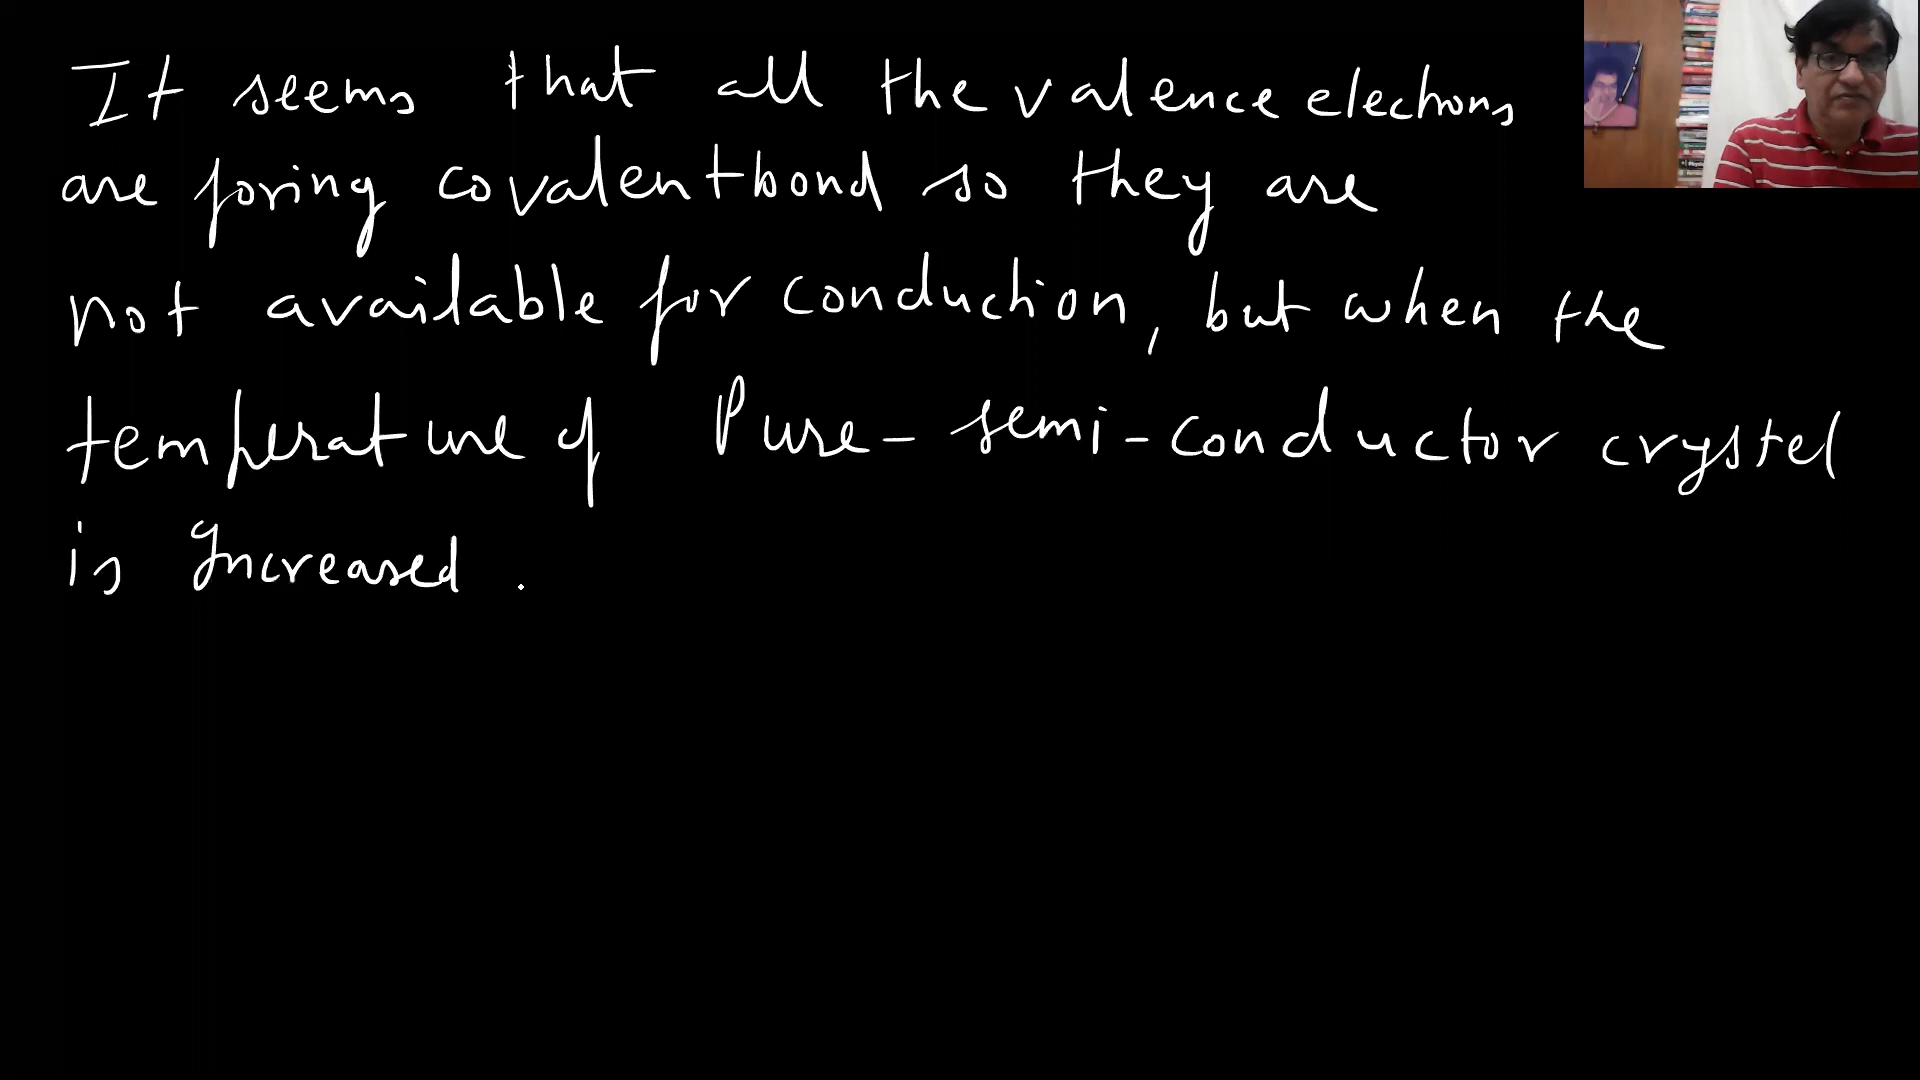 It seems that all the valence electrons
are foring covalentbond so they are
not available for conduction, but when the
temperature of Pure-semi-conductor crystel
is Increased.